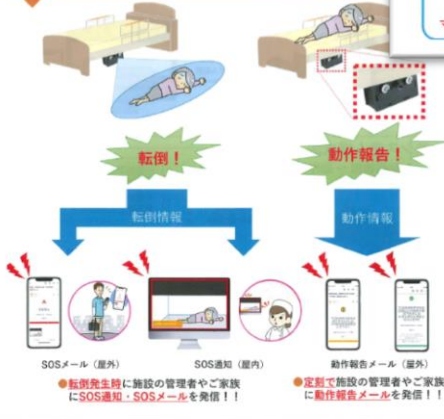 転倒！
動作報告！
転倒情報
動作情報
SOSメール（屋外）
SOS通知（屋内）
動作報告メール（屋外）
●転倒発生時に施設の管理者やご家族
にSOS通知・SOSメールを発信！！
●定刻で施設の管理者やご家族
に動作報告メールを発信！！